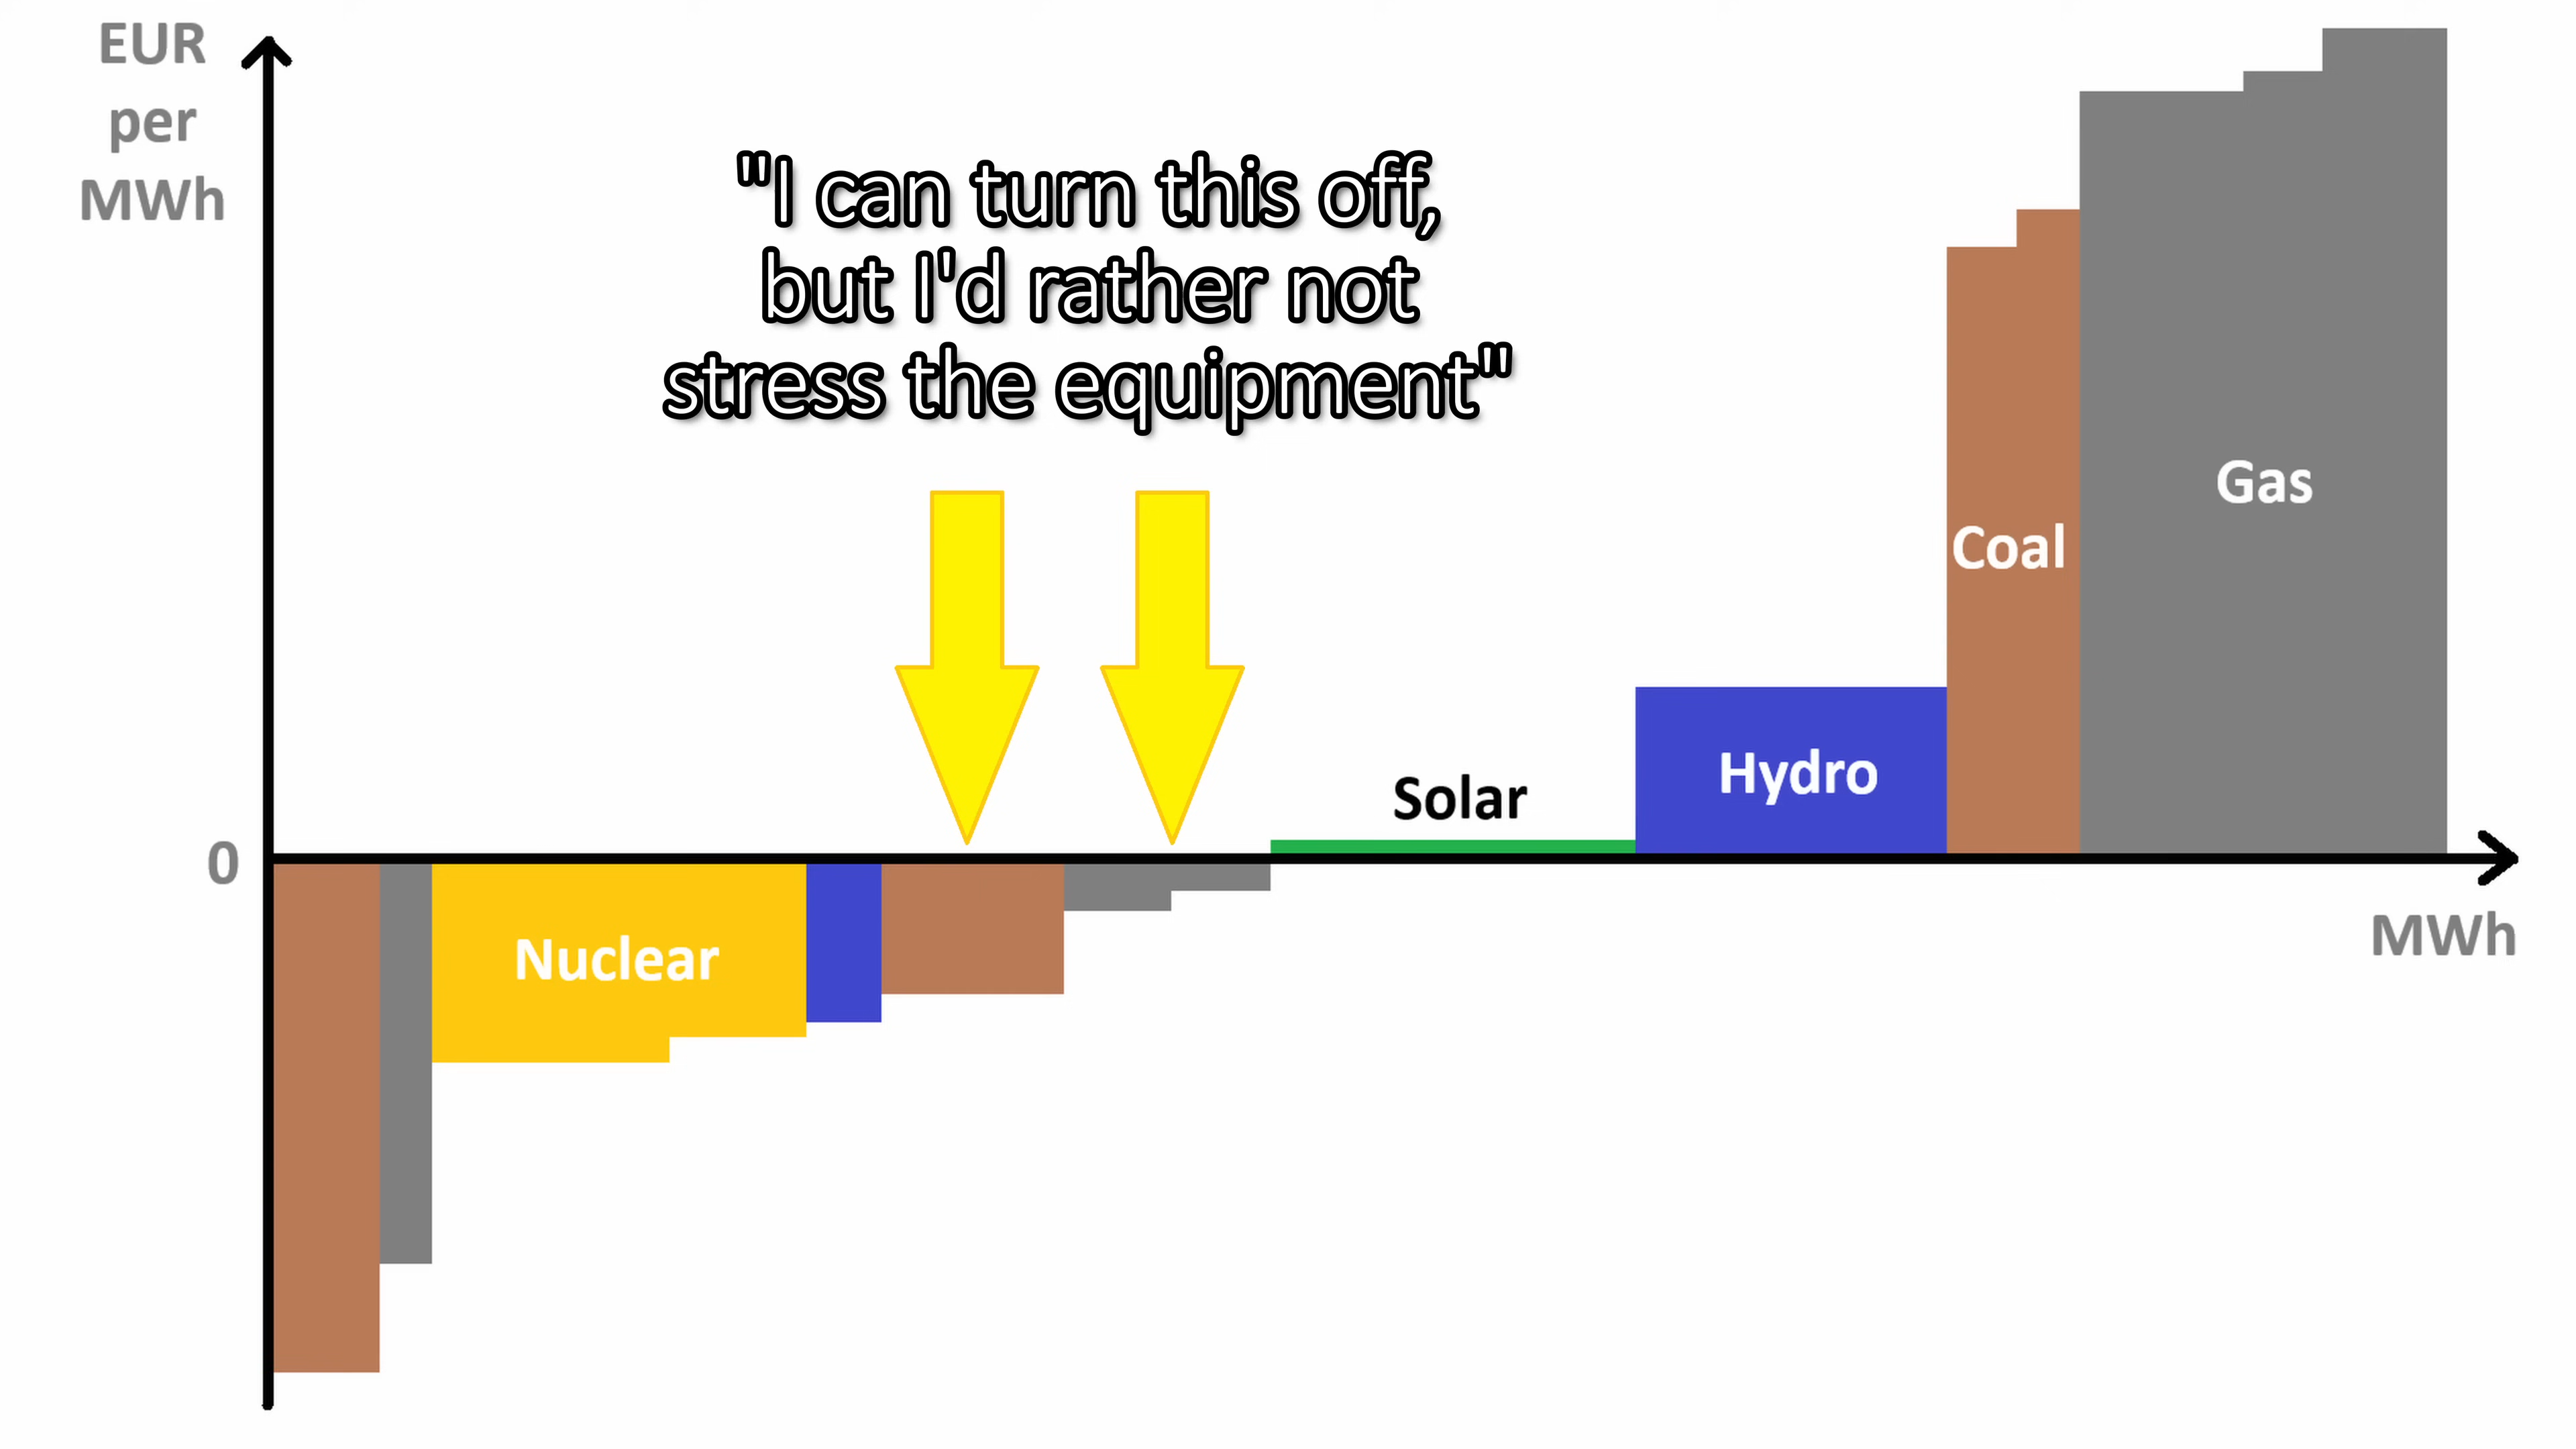 EUR
per
MWh
"I can turn this off,
but I'd rather not
stress the equipment"
Gas
Coal
Solar
Hydro
0
Nuclear
MWh